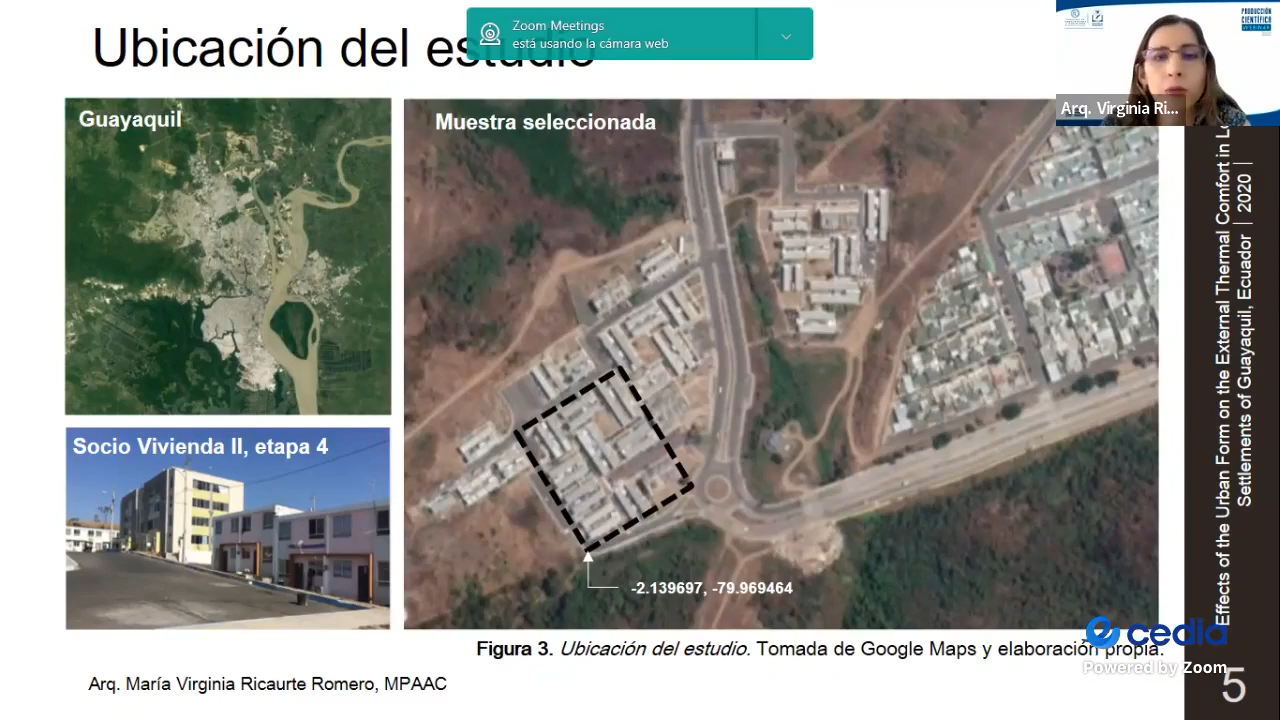 Ubicación del estudio
Zoom Meetings
está usando la cámara web
PRODUCCIÓN
CIENTÍFICA
WEBINAR
Arq. Virginia Ri...
Guayaquil
Muestra seleccionada
Socio Vivienda II, etapa 4
-2.139697, -79.969464
Figura 3. Ubicación del estudio. Tomada de Google Maps y elaboración propia.
Arq. María Virginia Ricaurte Romero, MPAAC
Effects of the Urban Form on the External Thermal Comfort in
Settlements of Guayaquil, Ecuador | 2020 |
cedia
Powered by Zoom
5